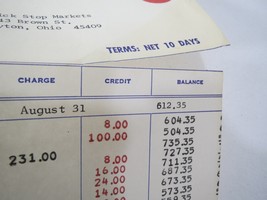 ick Stop Markets
43 Brown St.
yton, Ohio 45409
TERMS: NET 10 DAYS
CHARGE CREDIT BALANCE
August 31 612.35
8.00 604.35
100.00 504.35
231.00 735.35
8.00 727.35
16.00 711.35
24.00 687.35
14.00 673.35